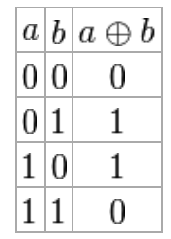 a b a ⊕ b
0 0 0
0 1 1
1 0 1
1 1 0